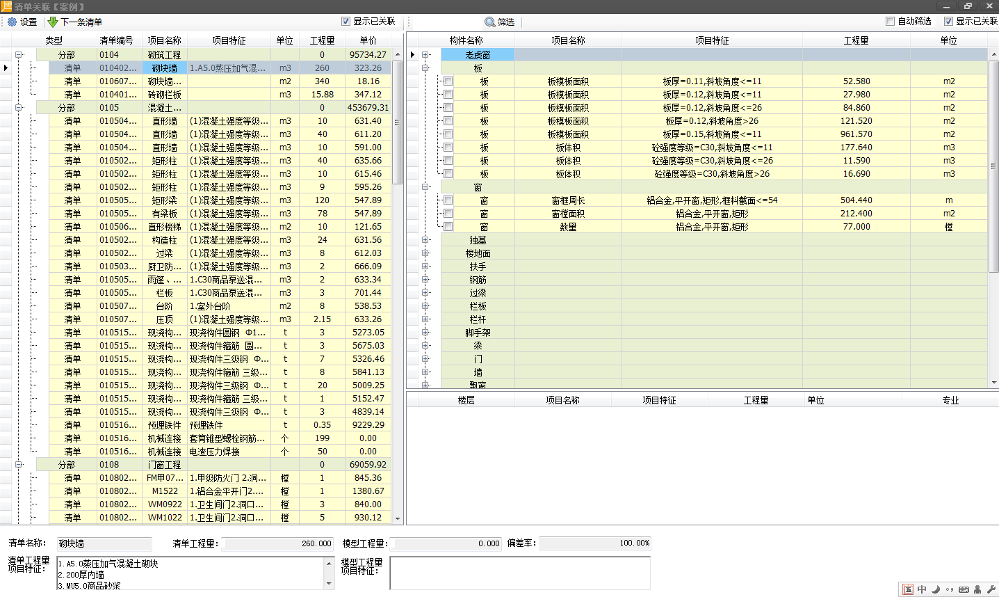 清单关联【案例】
设置 下一条清单 显示已关联 筛选 自动筛选 显示已关联
类型 清单编号 项目名称 项目特征 单位 工程量 单价
分部 0104 砌筑工程 0 95734.27
清单 010402... 砌块墙 1.A5.0蒸压加气混... m3 260 323.26
清单 010607... 砌块墙... m2 340 18.16
清单 010401... 砖砌栏板 m3 15.88 347.12
分部 0105 混凝土... 0 453679.31
清单 010504... 直形墙 (1)混凝土强度等级... m3 10 631.40
清单 010504... 直形墙 (1)混凝土强度等级... m3 40 611.20
清单 010504... 直形墙 (1)混凝土强度等级... m3 10 591.00
清单 010502... 矩形柱 (1)混凝土强度等级... m3 40 635.66
清单 010502... 矩形柱 (1)混凝土强度等级... m3 10 615.46
清单 010502... 矩形柱 (1)混凝土强度等级... m3 9 595.26
清单 010505... 矩形梁 (1)混凝土强度等级... m3 120 547.89
清单 010505... 有梁板 (1)混凝土强度等级... m3 78 547.89
清单 010506... 直形楼梯 (1)混凝土强度等级... m2 10 121.65
清单 010502... 构造柱 (1)混凝土强度等级... m3 24 631.56
清单 010502... 过梁 (1)混凝土强度等级... m3 8 612.03
清单 010503... 厨卫防... (1)混凝土强度等级... m3 2 666.09
清单 010505... 雨篷、... 1.C30商品泵送混... m3 2 633.34
清单 010505... 栏板 1.C30商品泵送混... m3 3 701.44
清单 010507... 台阶 1.室外台阶 m2 8 538.53
清单 010507... 压顶 (1)混凝土强度等级... m3 2.15 633.26
清单 010515... 现浇构... 现浇构件圆钢 Φ1... t 3 5273.05
清单 010515... 现浇构... 现浇构件箍筋 圆... t 3 5675.03
清单 010515... 现浇构... 现浇构件三级钢 Φ... t 7 5326.46
清单 010515... 现浇构... 现浇构件箍筋 三级... t 8 5841.13
清单 010515... 现浇构... 现浇构件三级钢 Φ... t 20 5009.25
清单 010515... 现浇构... 现浇构件箍筋 三级... t 1 5152.47
清单 010515... 现浇构... 现浇构件三级钢 Φ... t 3 4839.14
清单 010516... 预埋铁件 预埋铁件 t 0.35 9229.29
清单 010516... 机械连接 套筒锥型螺栓钢筋... 个 199 0.00
清单 010516... 机械连接 电渣压力焊接 个 50 0.00
分部 0108 门窗工程 0 69059.92
清单 010802... FM甲07... 1.甲级防火门 2.洞... 樘 1 845.36
清单 010802... M1522 1.铝合金平开门2.... 樘 1 1380.67
清单 010802... WM0922 1.卫生间门2.洞口... 樘 3 840.00
清单 010802... WM1022 1.卫生间门2.洞口... 樘 5 930.12
构件名称 项目名称 项目特征 工程量 单位
老虎窗
板
板 板模板面积 板厚=0.11,斜坡角度<=11 52.580 m2
板 板模板面积 板厚=0.12,斜坡角度<=11 27.980 m2
板 板模板面积 板厚=0.12,斜坡角度<=26 84.860 m2
板 板模板面积 板厚=0.12,斜坡角度>26 121.520 m2
板 板模板面积 板厚=0.15,斜坡角度<=11 961.570 m2
板 板体积 砼强度等级=C30,斜坡角度<=11 177.640 m3
板 板体积 砼强度等级=C30,斜坡角度<=26 11.590 m3
板 板体积 砼强度等级=C30,斜坡角度>26 16.690 m3
窗
窗 窗框周长 铝合金,平开窗,矩形,框料截面<=54 504.440 m
窗 窗樘面积 铝合金,平开窗,矩形 212.400 m2
窗 数量 铝合金,平开窗,矩形 77.000 樘
独基
楼地面
扶手
钢筋
过梁
栏板
栏杆
脚手架
梁
门
墙
飘窗
楼层 项目名称 项目特征 工程量 单位 专业
清单名称: 砌块墙 清单工程量: 260.000 模型工程量: 0.000 偏差率: 100.00%
清单工程量
项目特征:
1.A5.0蒸压加气混凝土砌块
2.200厚内墙
3.MU5.0商品砂浆
模型工程量
项目特征:
五 中